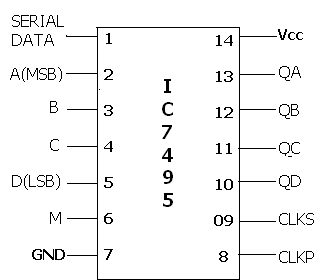 SERIAL
DATA 1 14 Vcc
A(MSB) 2 13 QA
B 3 12 QB
C 4 11 QC
D(LSB) 5 10 QD
M 6 09 CLKS
GND 7 8 CLKP
I
C
7
4
9
5